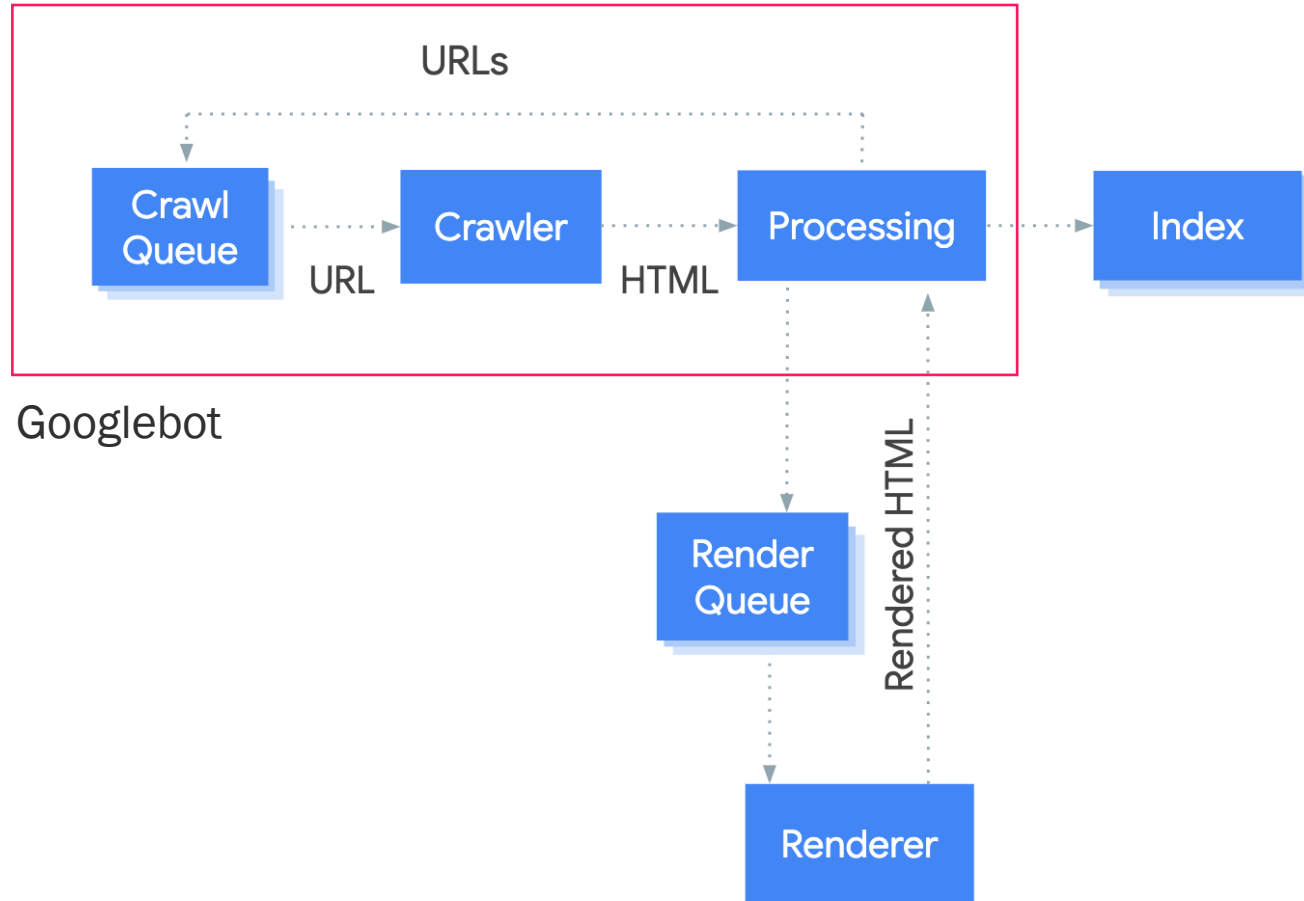 URLs
Crawl
Queue
URL
Crawler
HTML
Processing
Index
Googlebot
Render
Queue
Rendered HTML
Renderer